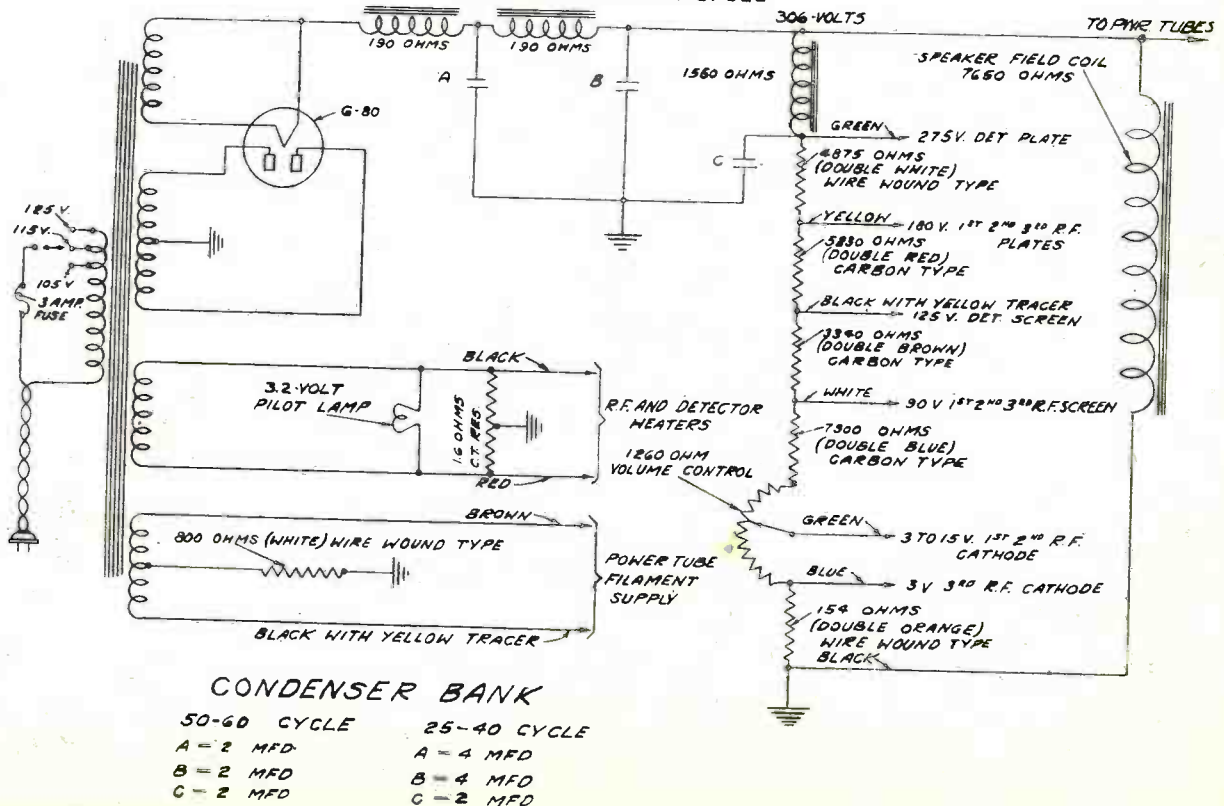 306-VOLTS
TO PWR. TUBES
190 OHMS
190 OHMS
SPEAKER FIELD COIL
7650 OHMS
A
B
1560 OHMS
G-80
GREEN
275 V. DET PLATE
C
4875 OHMS
(DOUBLE WHITE)
WIRE WOUND TYPE
125 V.
115 V.
105 V
3 AMP.
FUSE
YELLOW
180 V. 1ST 2ND 3RD R.F.
PLATES
5830 OHMS
(DOUBLE RED)
CARBON TYPE
BLACK WITH YELLOW TRACER
125 V. DET. SCREEN
3340 OHMS
(DOUBLE BROWN)
CARBON TYPE
BLACK
3.2-VOLT
PILOT LAMP
1.6 OHMS
C.T. RES.
R.F. AND DETECTOR
HEATERS
RED
WHITE
90 V 1ST 2ND 3RD R.F. SCREEN
7300 OHMS
(DOUBLE BLUE)
CARBON TYPE
1260 OHM
VOLUME CONTROL
GREEN
3 TO 15 V. 1ST 2ND R.F.
CATHODE
BROWN
800 OHMS (WHITE) WIRE WOUND TYPE
POWER TUBE
FILAMENT
SUPPLY
BLACK WITH YELLOW TRACER
BLUE
3 V 3RD R.F. CATHODE
154 OHMS
(DOUBLE ORANGE)
WIRE WOUND TYPE
BLACK
CONDENSER BANK
50-60 CYCLE
A = 2 MFD.
B = 2 MFD
C = 2 MFD
25-40 CYCLE
A = 4 MFD
B = 4 MFD
C = 2 MFD